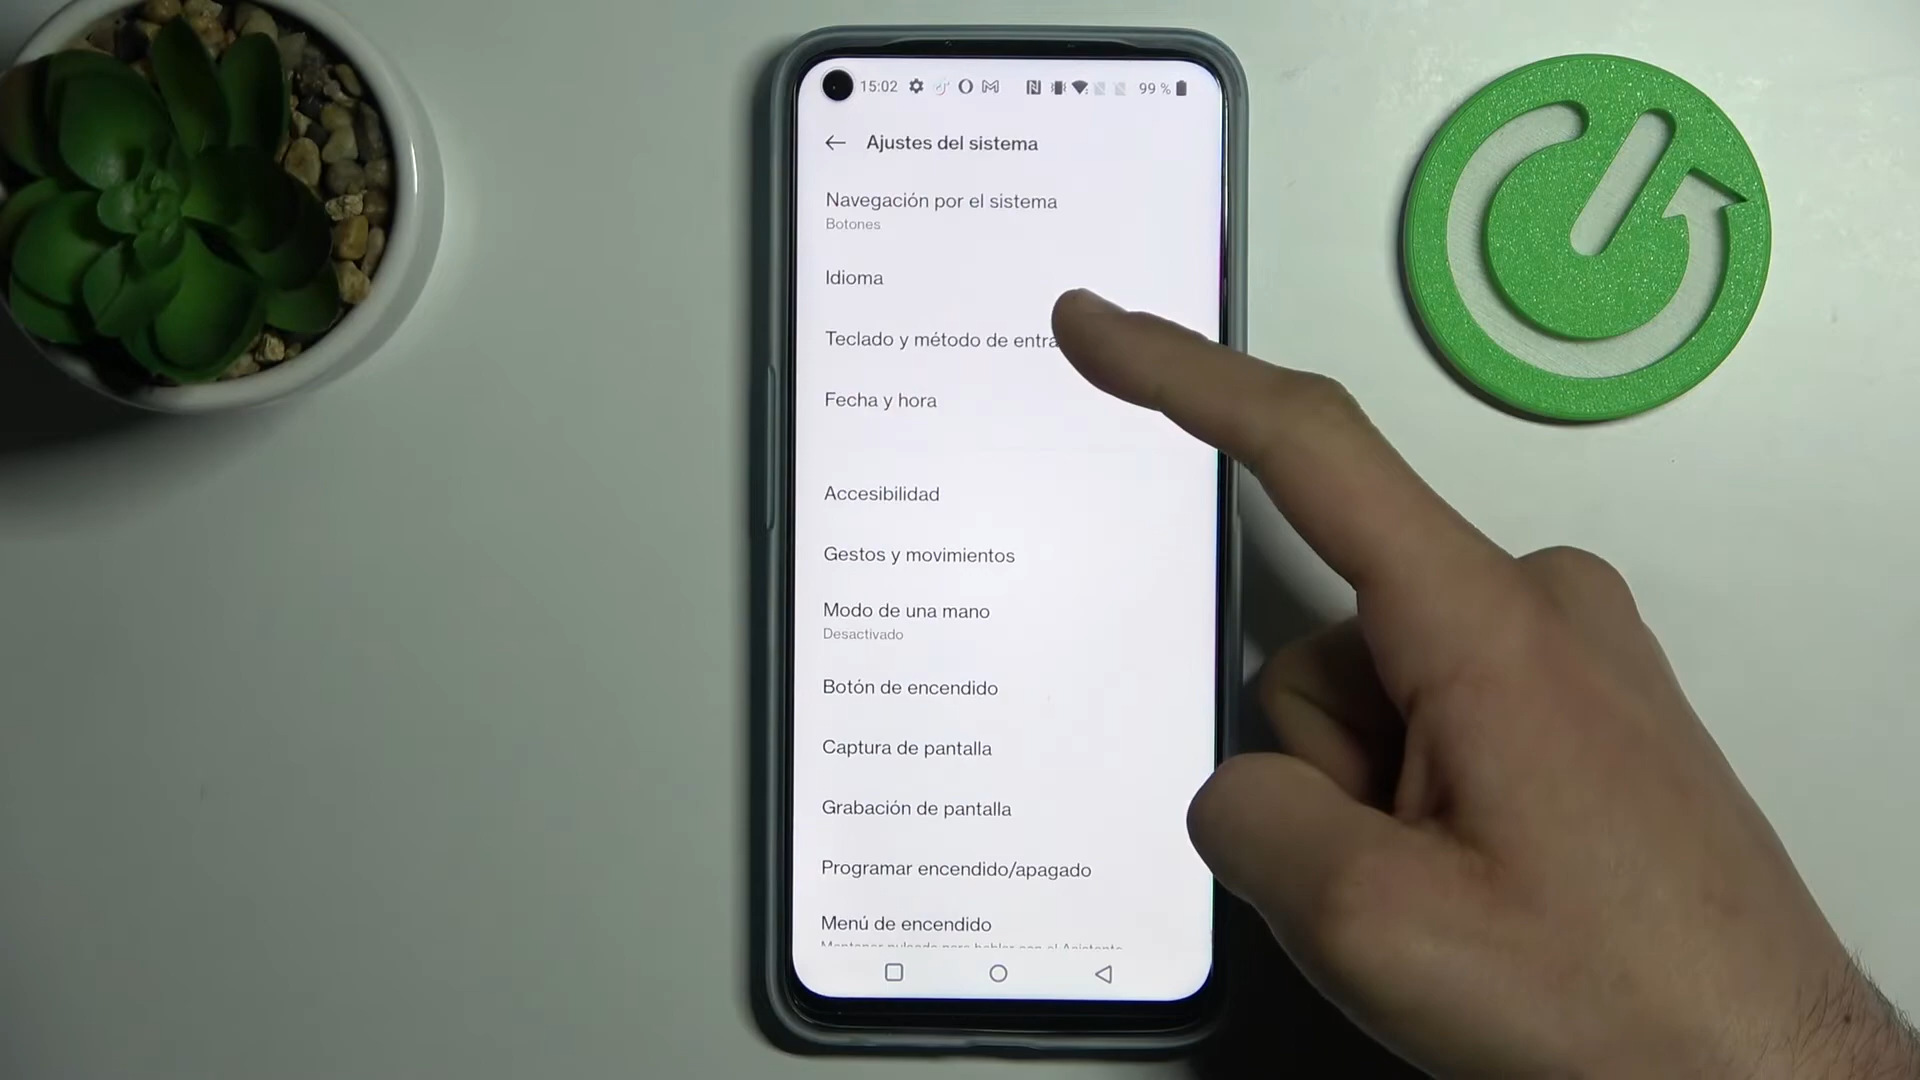 15:02 99 %
Ajustes del sistema
Navegación por el sistema
Botones
Idioma
Teclado y método de entra
Fecha y hora
Accesibilidad
Gestos y movimientos
Modo de una mano
Desactivado
Botón de encendido
Captura de pantalla
Grabación de pantalla
Programar encendido/apagado
Menú de encendido